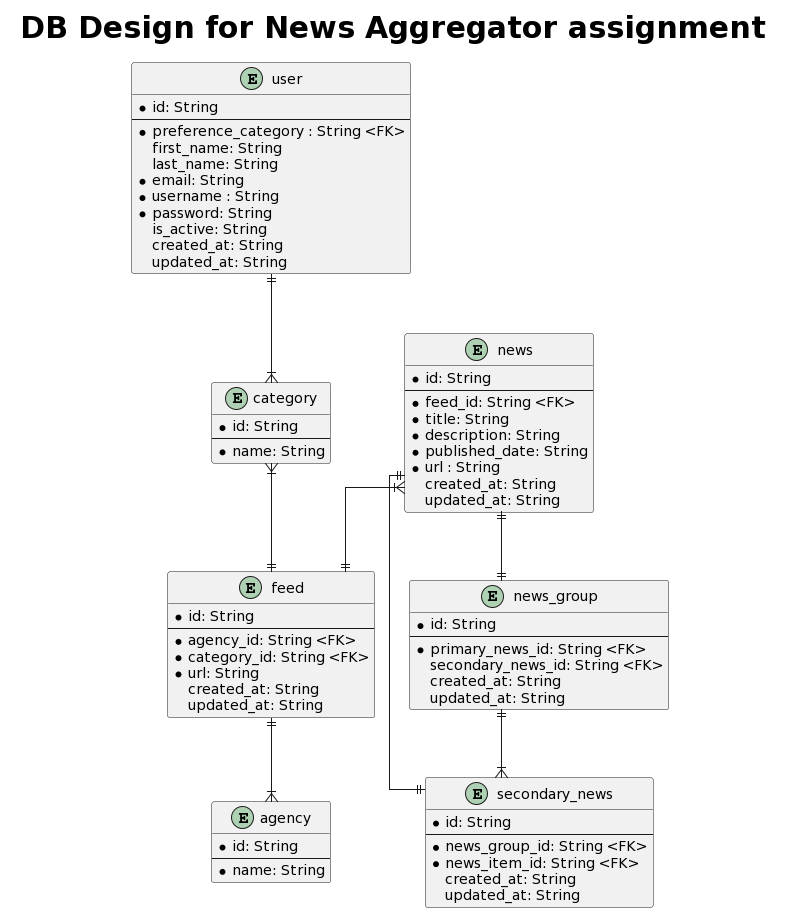 DB Design for News Aggregator assignment
E user
• id: String
• preference_category : String <FK>
first_name: String
last_name: String
• email: String
• username : String
• password: String
is_active: String
created_at: String
updated_at: String
E category
• id: String
• name: String
E news
• id: String
• feed_id: String <FK>
• title: String
• description: String
• published_date: String
• url : String
created_at: String
updated_at: String
E feed
• id: String
• agency_id: String <FK>
• category_id: String <FK>
• url: String
created_at: String
updated_at: String
E news_group
• id: String
• primary_news_id: String <FK>
secondary_news_id: String <FK>
created_at: String
updated_at: String
E agency
• id: String
• name: String
E secondary_news
• id: String
• news_group_id: String <FK>
• news_item_id: String <FK>
created_at: String
updated_at: String